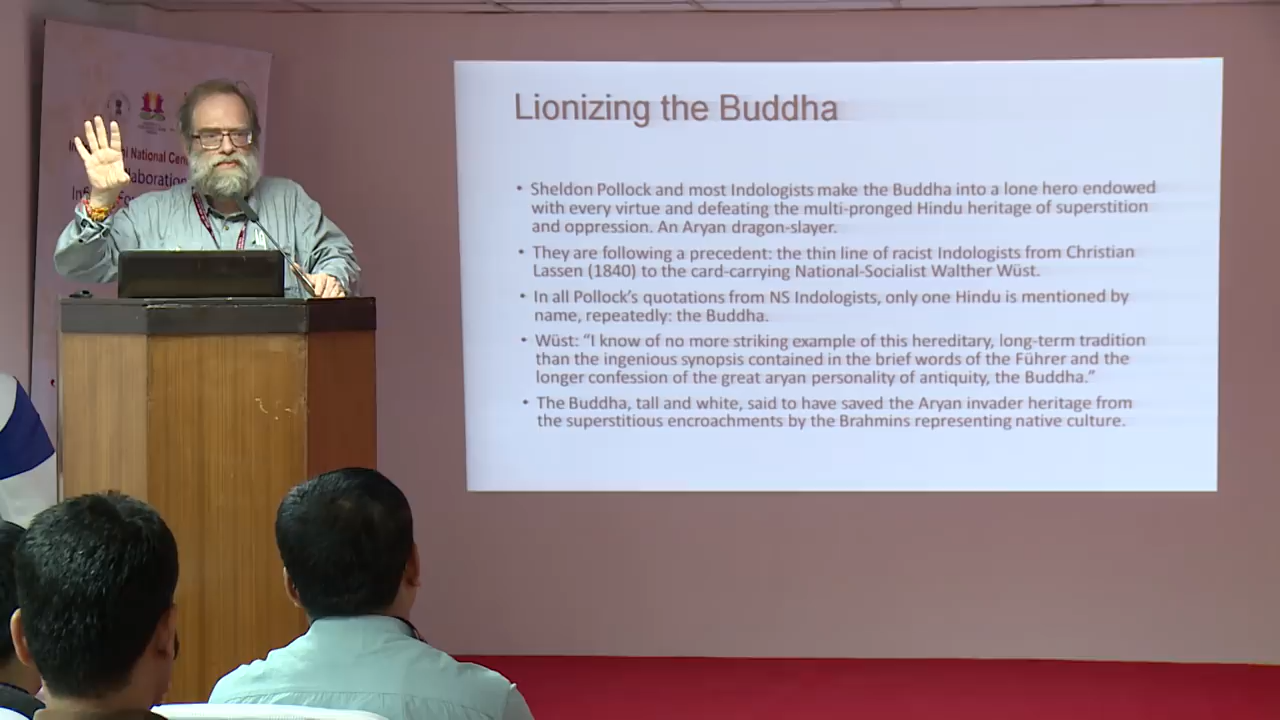 National Cen
laboration
Lionizing the Buddha
• Sheldon Pollock and most Indologists make the Buddha into a lone hero endowed
with every virtue and defeating the multi-pronged Hindu heritage of superstition
and oppression. An Aryan dragon-slayer.
• They are following a precedent: the thin line of racist Indologists from Christian
Lassen (1840) to the card-carrying National-Socialist Walther Wüst.
• In all Pollock's quotations from NS Indologists, only one Hindu is mentioned by
name, repeatedly: the Buddha.
• Wüst: "I know of no more striking example of this hereditary, long-term tradition
than the ingenious synopsis contained in the brief words of the Führer and the
longer confession of the great aryan personality of antiquity, the Buddha."
• The Buddha, tall and white, said to have saved the Aryan invader heritage from
the superstitious encroachments by the Brahmins representing native culture.